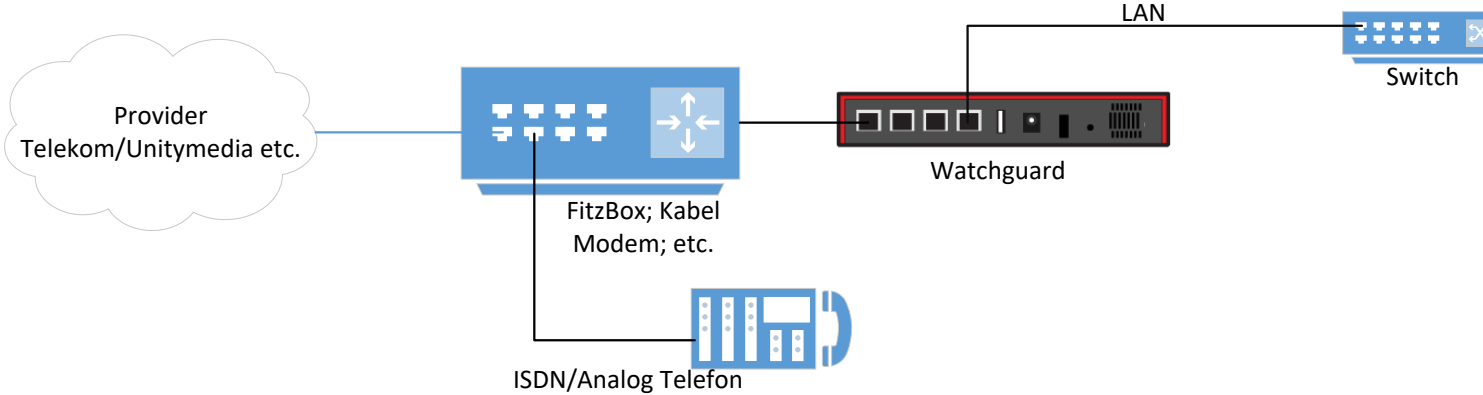 LAN
Switch
Provider
Telekom/Unitymedia etc.
Watchguard
FitzBox; Kabel
Modem; etc.
ISDN/Analog Telefon